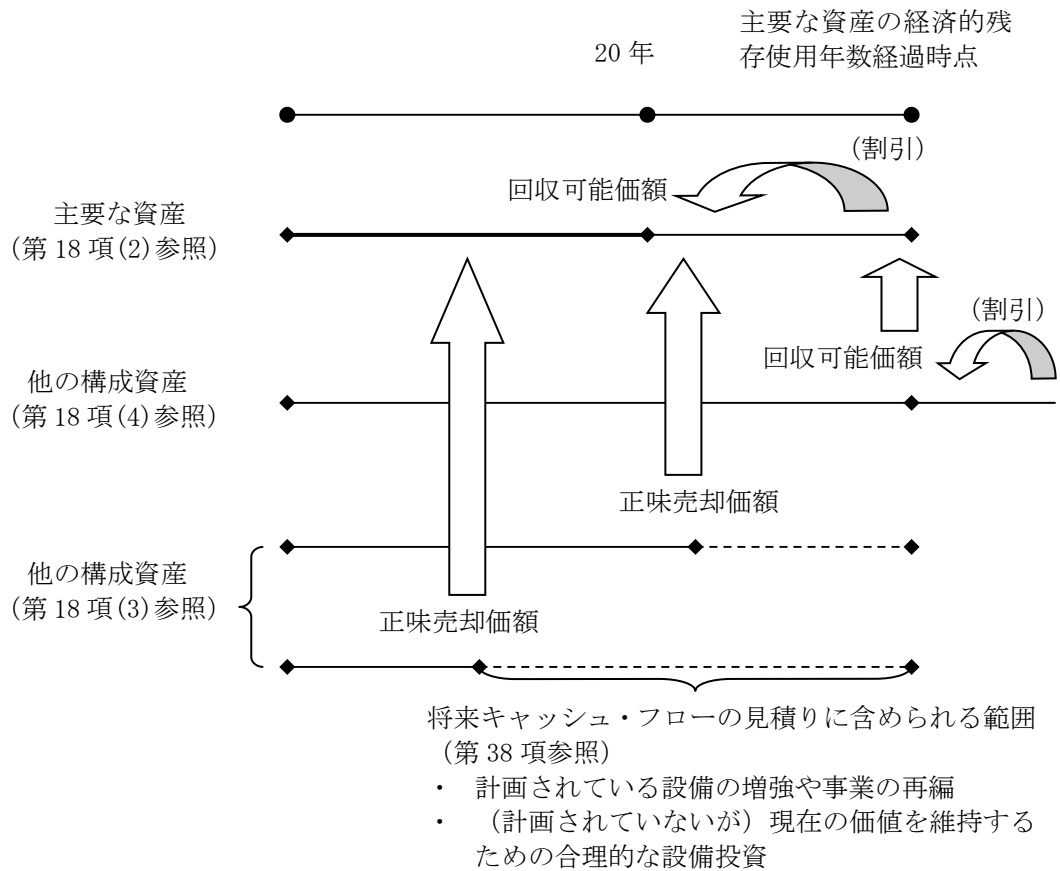 20 年
主要な資産の経済的残
存使用年数経過時点
(割引)
回収可能価額
主要な資産
(第 18 項(2)参照)
(割引)
回収可能価額
他の構成資産
(第 18 項(4)参照)
正味売却価額
他の構成資産
(第 18 項(3)参照)
正味売却価額
将来キャッシュ・フローの見積りに含められる範囲
(第 38 項参照)
・ 計画されている設備の増強や事業の再編
・ (計画されていないが)現在の価値を維持する
ための合理的な設備投資